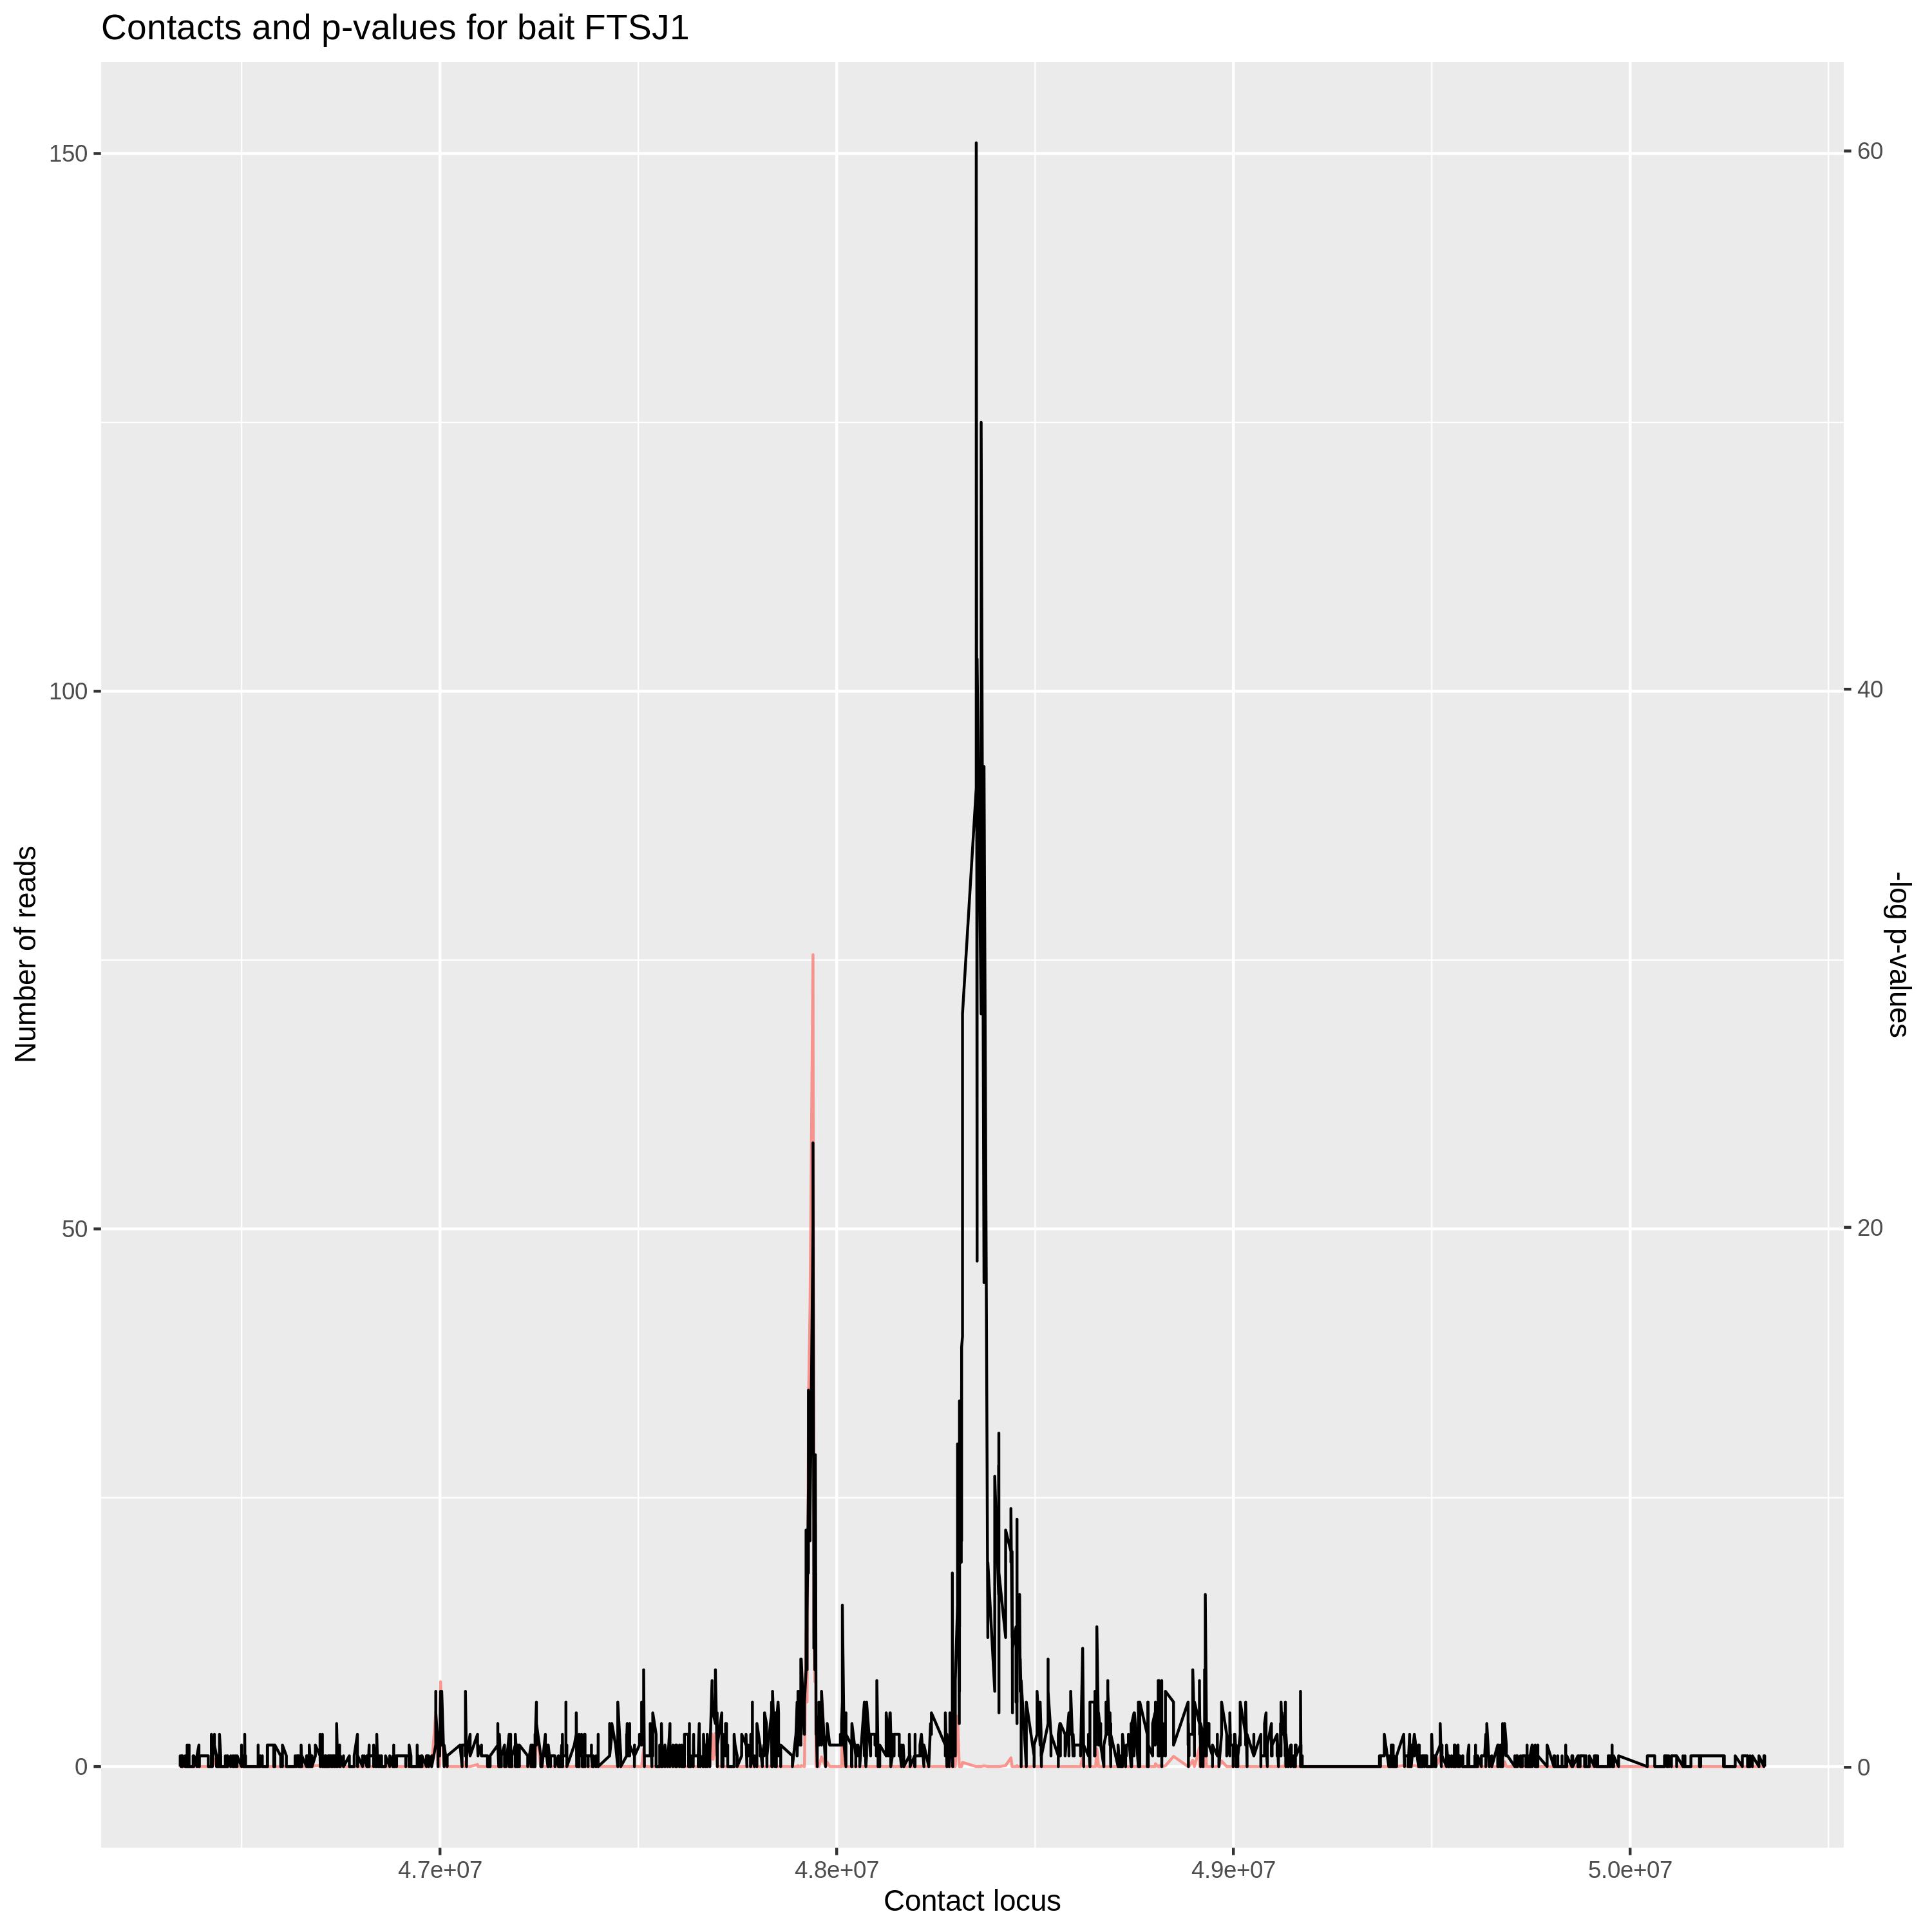 Contacts and p-values for bait FTSJ1
150
100
50
0
60
40
20
0
Number of reads
-log p-values
4.7e+07
4.8e+07
4.9e+07
5.0e+07
Contact locus